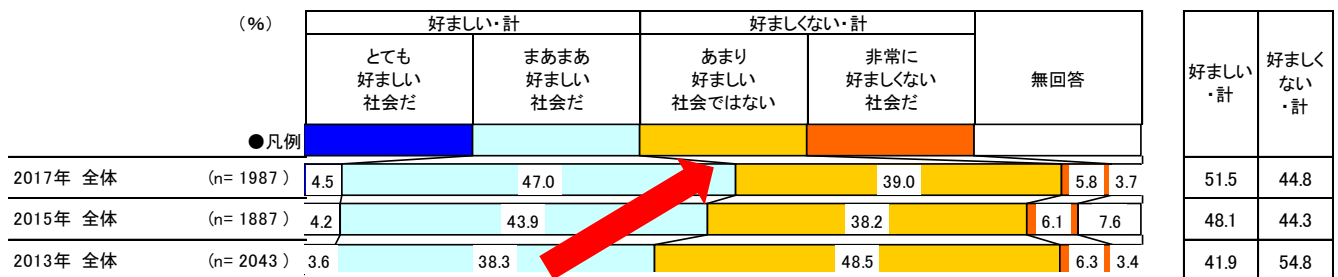 （%）
好ましい・計
好ましくない・計
とても
好ましい
社会だ
まあまあ
好ましい
社会だ
あまり
好ましい
社会ではない
非常に
好ましくない
社会だ
無回答
好ましい
・計
好ましく
ない
・計
●凡例
2017年 全体 (n= 1987 ) 4.5 47.0 39.0 5.8 3.7 51.5 44.8
2015年 全体 (n= 1887 ) 4.2 43.9 38.2 6.1 7.6 48.1 44.3
2013年 全体 (n= 2043 ) 3.6 38.3 48.5 6.3 3.4 41.9 54.8